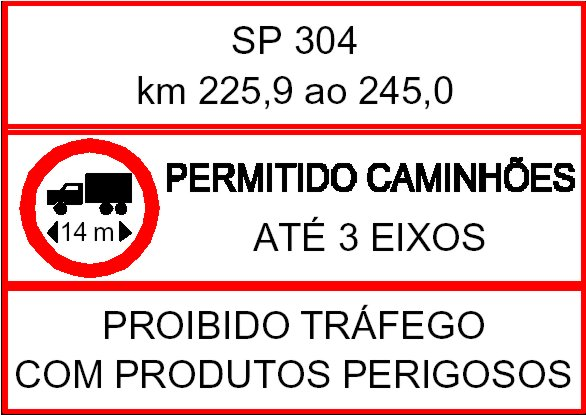 SP 304
km 225,9 ao 245,0
PERMITIDO CAMINHÕES
14 m
ATÉ 3 EIXOS
PROIBIDO TRÁFEGO
COM PRODUTOS PERIGOSOS